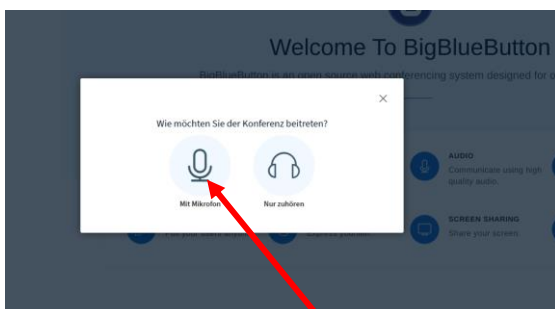 Welcome To BigBlueButton
BigBlueButton is an open source web conferencing system designed for o
Wie möchten Sie der Konferenz beitreten?
Mit Mikrofon
Nur zuhören
AUDIO
Communicate using high
quality audio.
SCREEN SHARING
Share your screen.